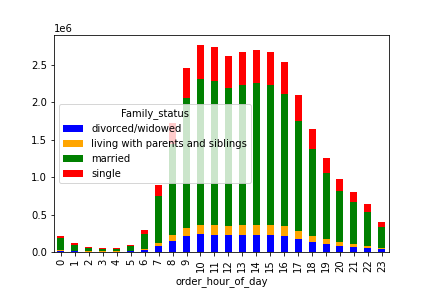 1e6
2.5
2.0
1.5
1.0
0.5
0.0
Family_status
divorced/widowed
living with parents and siblings
married
single
0 1 2 3 4 5 6 7 8 9 10 11 12 13 14 15 16 17 18 19 20 21 22 23
order_hour_of_day